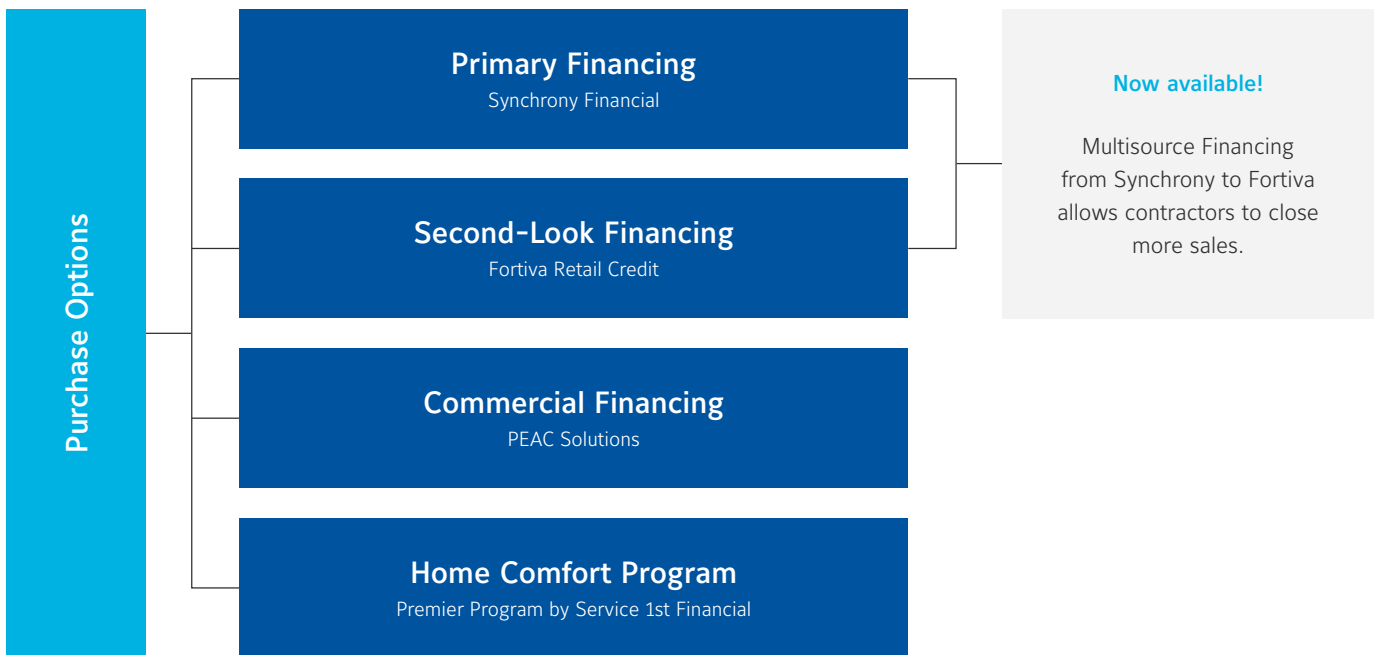 Purchase Options
Primary Financing
Synchrony Financial
Second-Look Financing
Fortiva Retail Credit
Commercial Financing
PEAC Solutions
Home Comfort Program
Premier Program by Service 1st Financial
Now available!
Multisource Financing
from Synchrony to Fortiva
allows contractors to close
more sales.